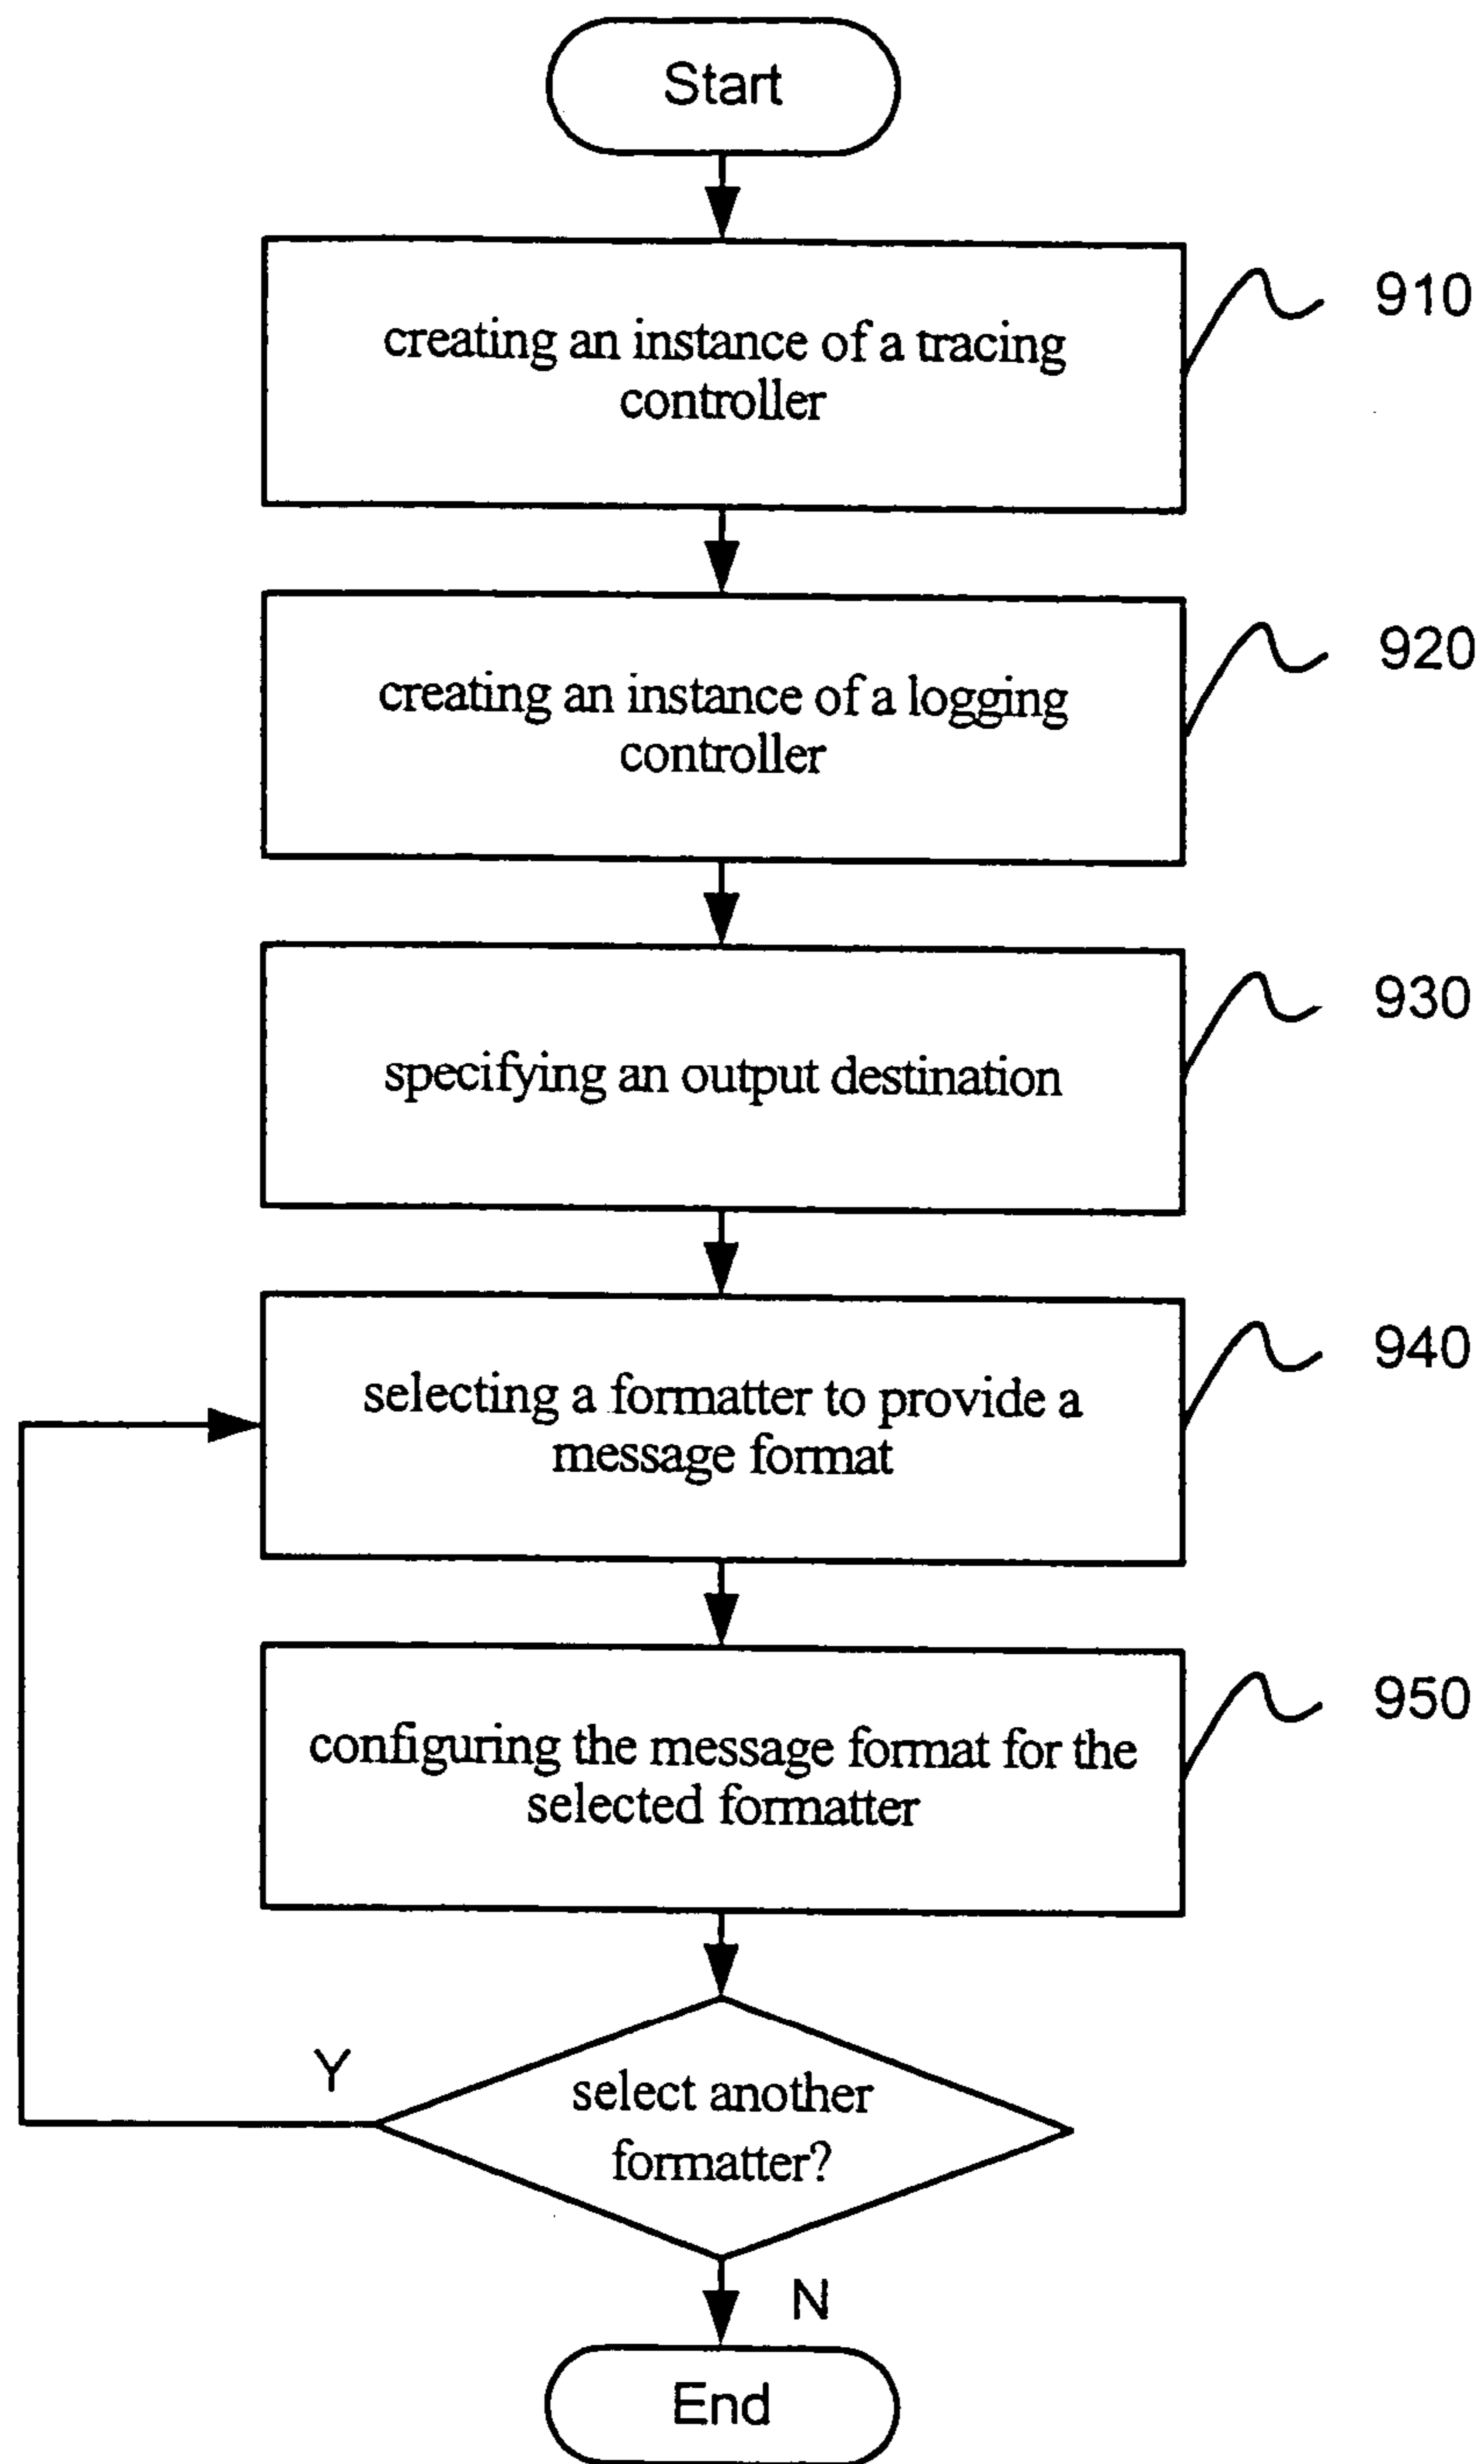 Start
creating an instance of a tracing
controller
910
creating an instance of a logging
controller
920
specifying an output destination
930
selecting a formatter to provide a
message format
940
configuring the message format for the
selected formatter
950
select another
formatter?
Y
N
End